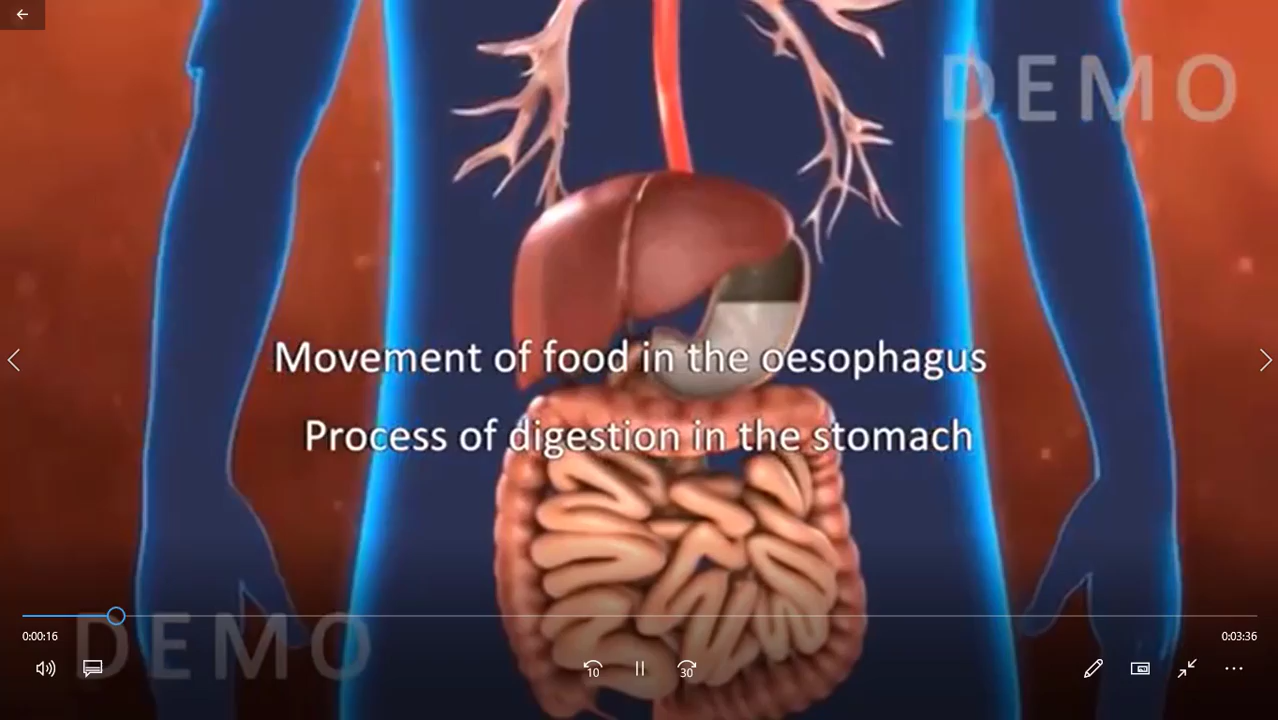 DEMO
Movement of food in the oesophagus
Process of digestion in the stomach
0:00:16
0:03:36
DEMO
10
30